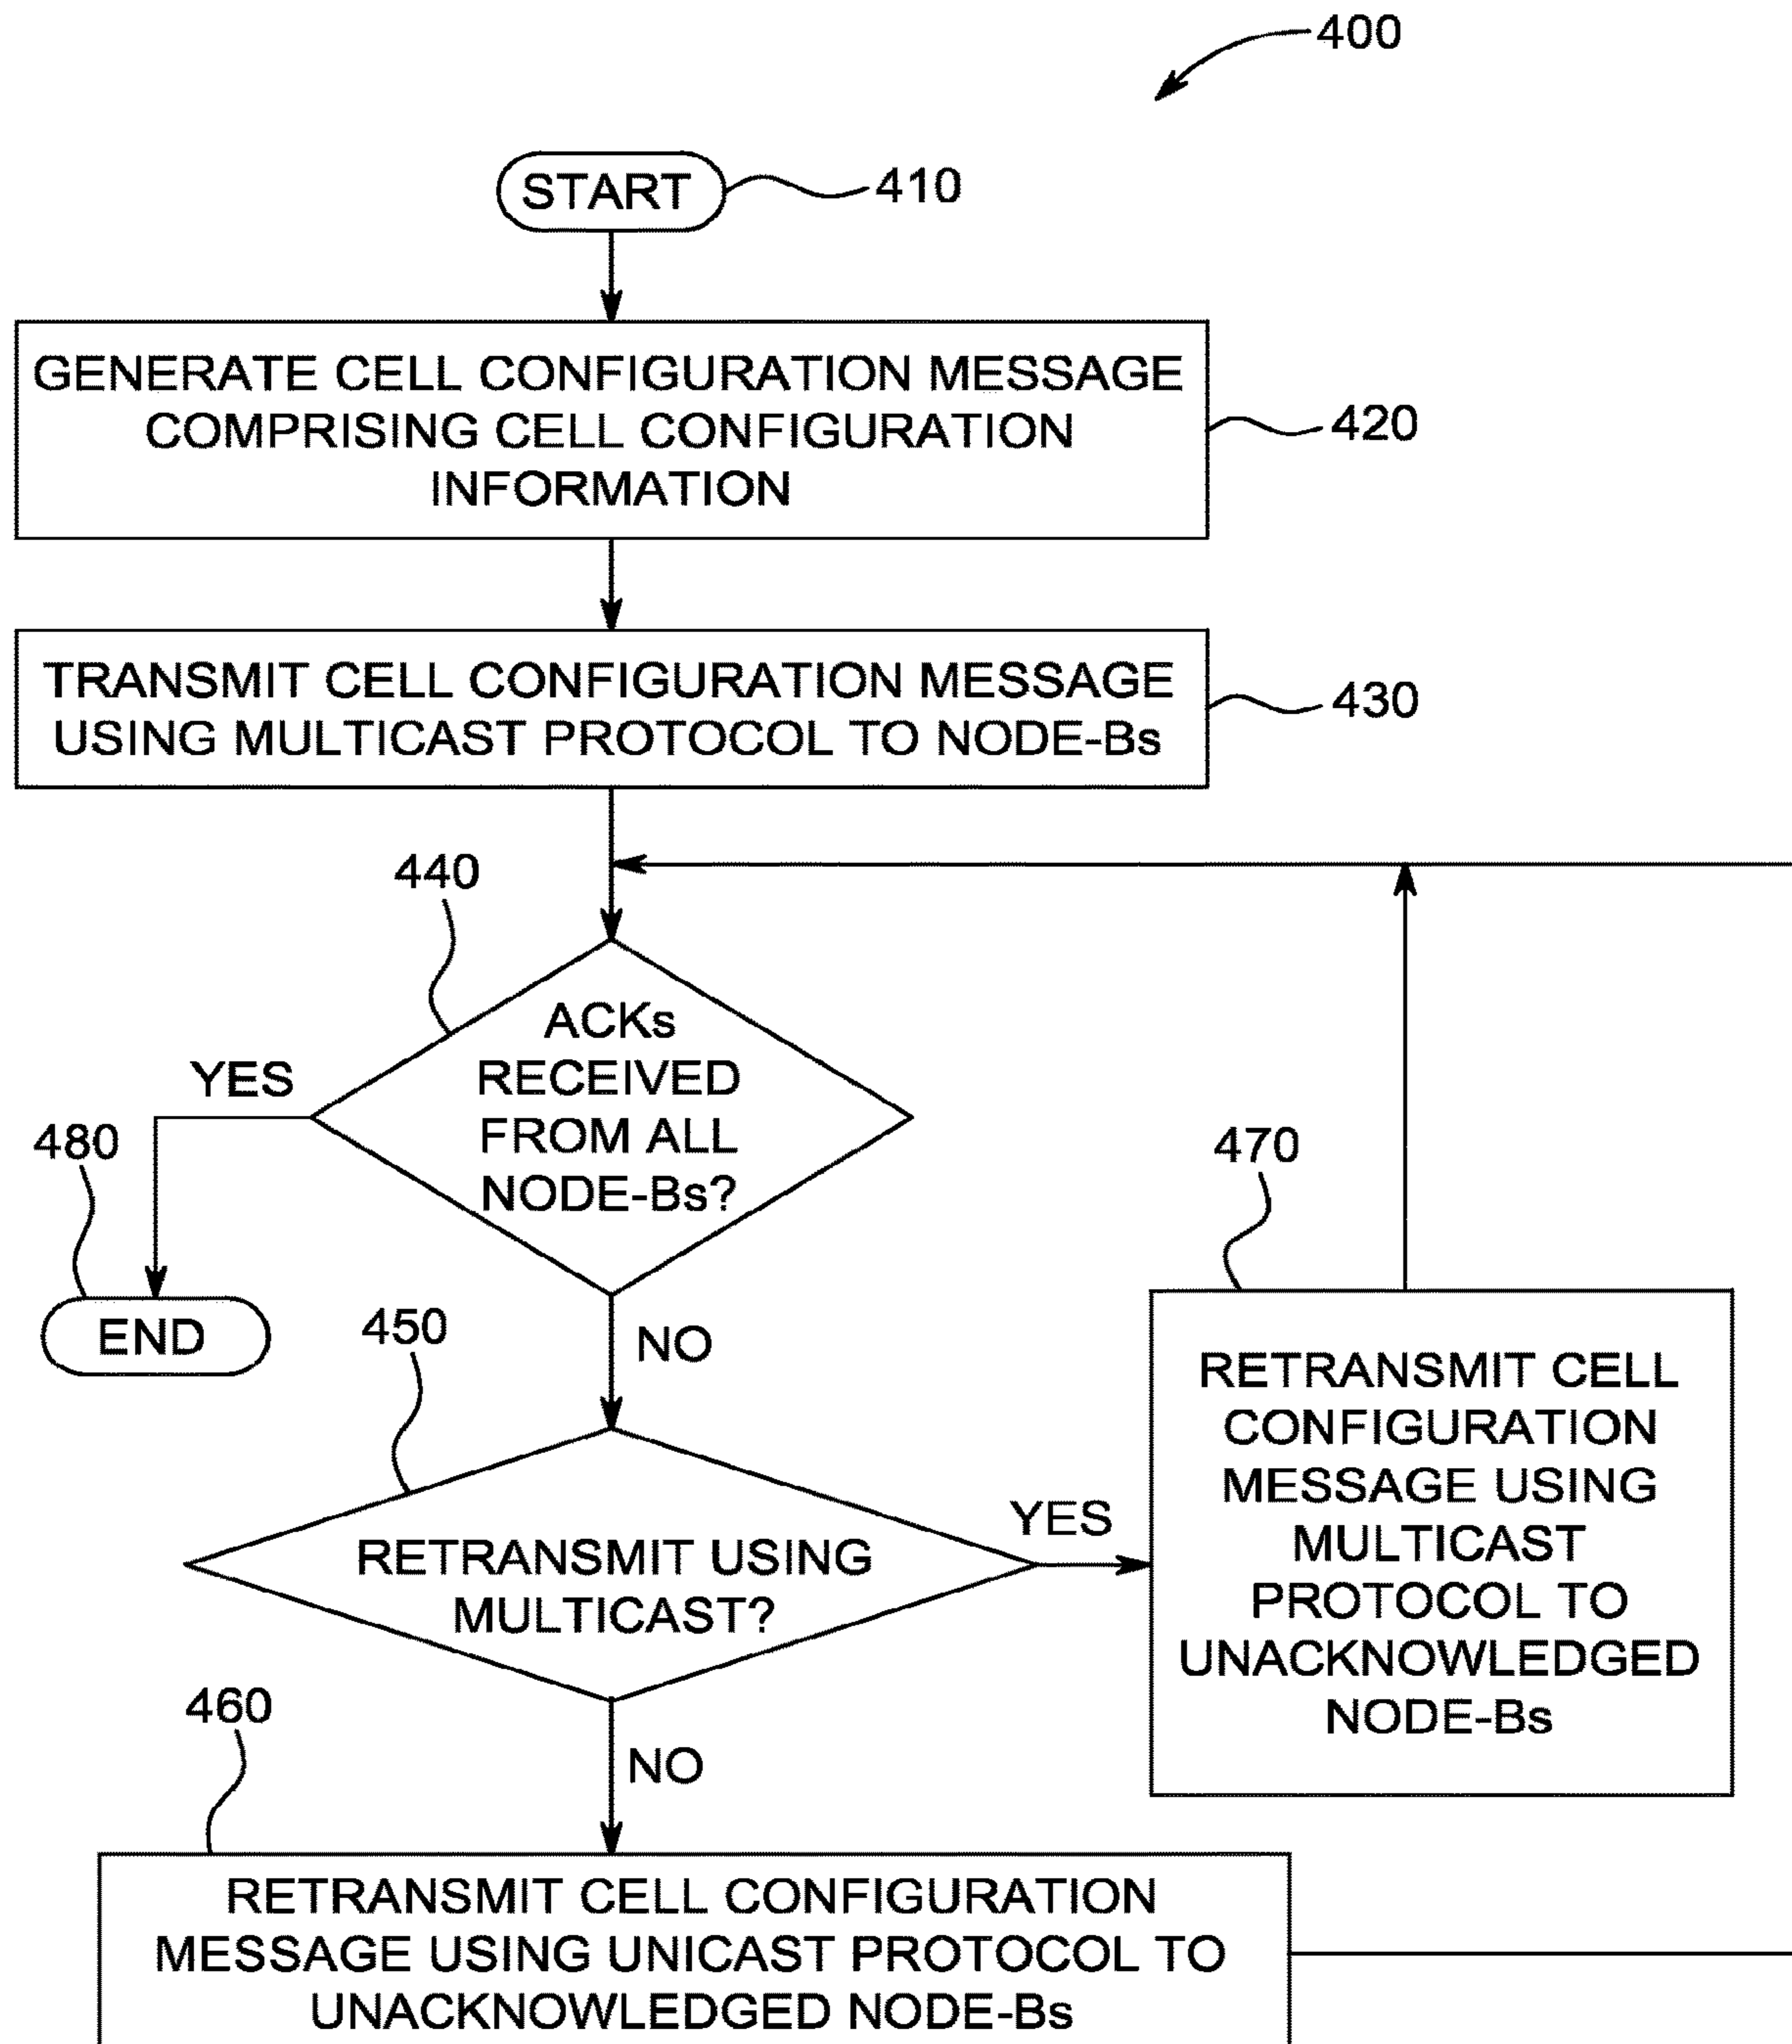 400
START
410
GENERATE CELL CONFIGURATION MESSAGE
COMPRISING CELL CONFIGURATION
INFORMATION
420
TRANSMIT CELL CONFIGURATION MESSAGE
USING MULTICAST PROTOCOL TO NODE-Bs
430
440
ACKs
RECEIVED
FROM ALL
NODE-Bs?
YES
480
END
NO
450
RETRANSMIT USING
MULTICAST?
YES
470
RETRANSMIT CELL
CONFIGURATION
MESSAGE USING
MULTICAST
PROTOCOL TO
UNACKNOWLEDGED
NODE-Bs
NO
460
RETRANSMIT CELL CONFIGURATION
MESSAGE USING UNICAST PROTOCOL TO
UNACKNOWLEDGED NODE-Bs